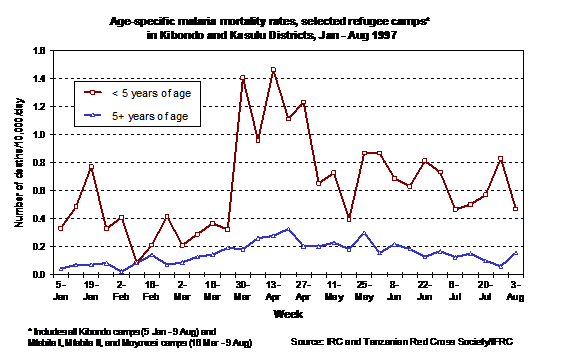 Age-specific malaria mortality rates, selected refugee camps*
in Kibondo and Kasulu Districts, Jan - Aug 1997
Number of deaths/10,000/day
1.6
1.4
1.2
1.0
0.8
0.6
0.4
0.2
0.0
< 5 years of age
5+ years of age
5-Jan
19-Jan
2-Feb
16-Feb
2-Mar
16-Mar
30-Mar
13-Apr
27-Apr
11-May
25-May
8-Jun
22-Jun
6-Jul
20-Jul
3-Aug
Week
* Includes all Kibondo camps (5 Jan - 9 Aug) and
Mtabila I, Mtabila II, and Moyovosi camps (16 Mar - 9 Aug)
Source: IRC and Tanzanian Red Cross Society/IFRC